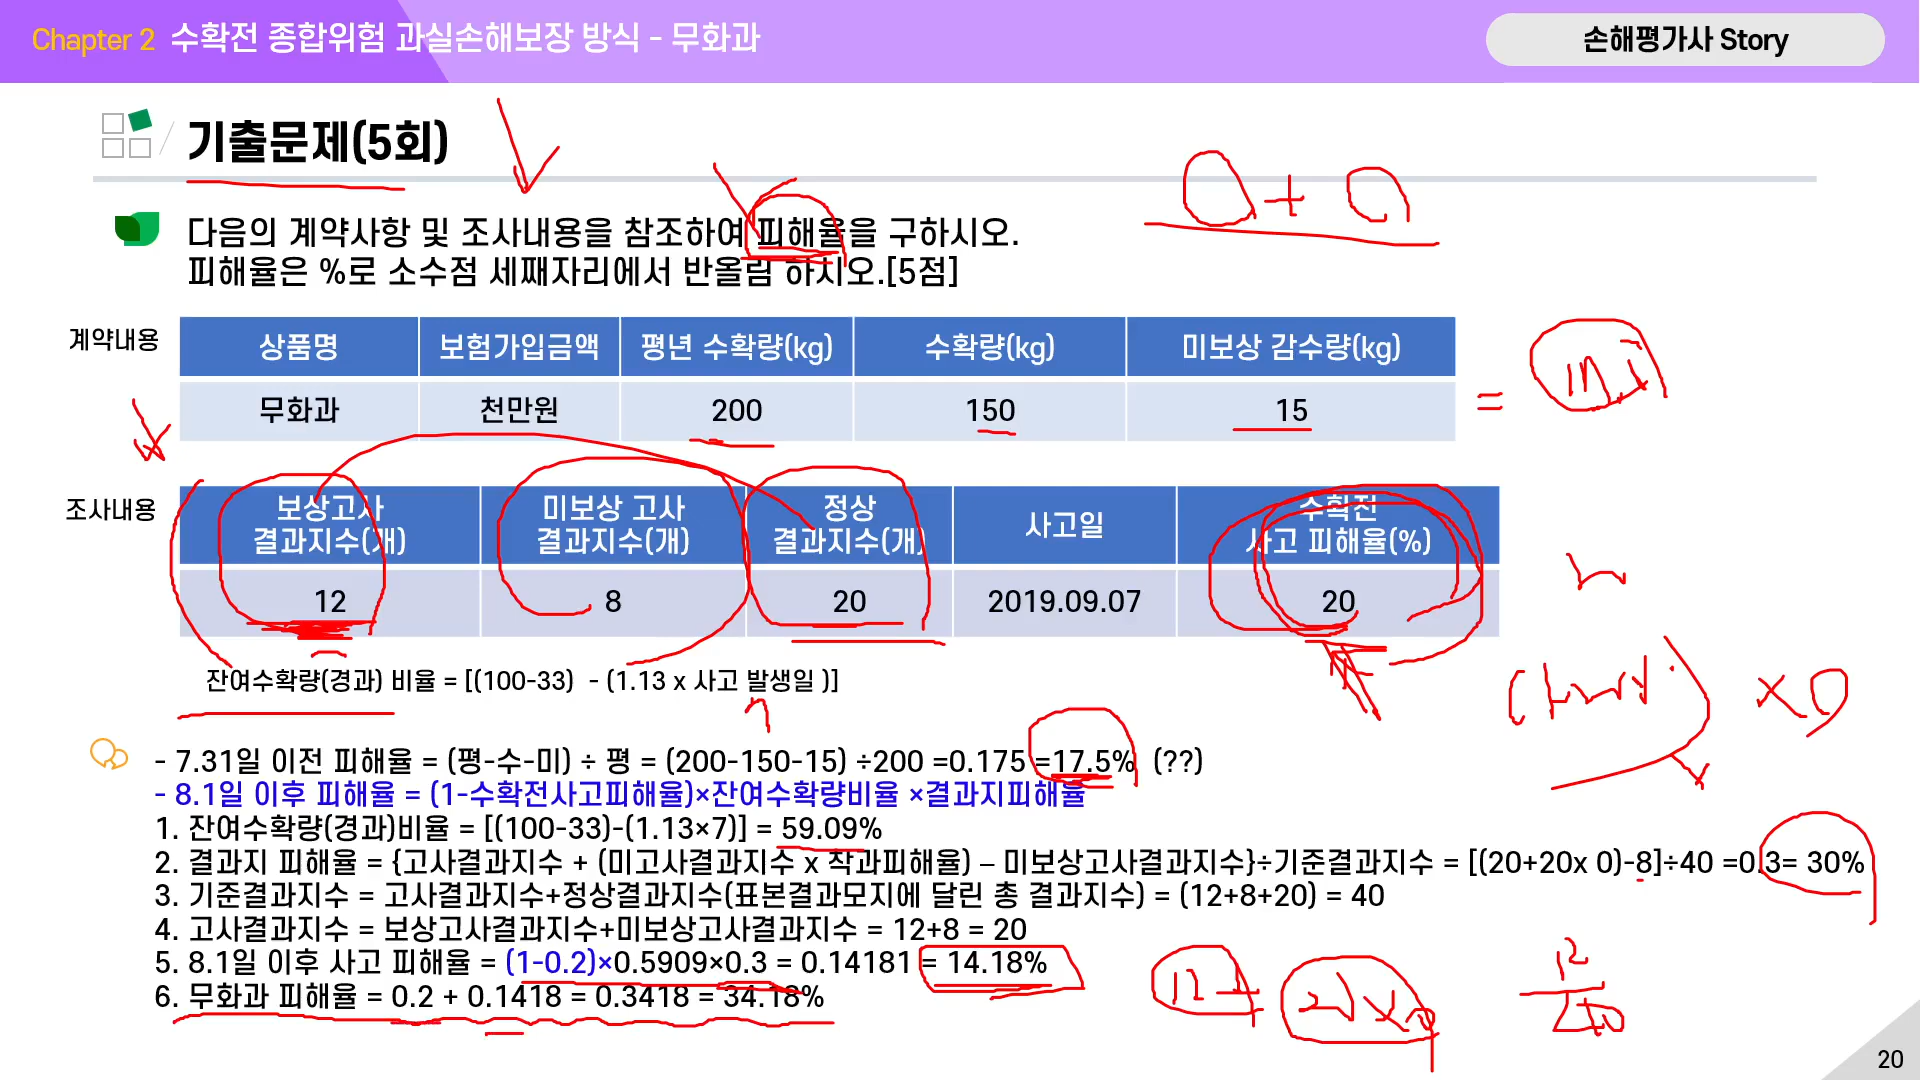 Chapter 2 수확전 종합위험 과실손해보장 방식 - 무화과
손해평가사 Story
기출문제(5회)
다음의 계약사항 및 조사내용을 참조하여 피해율을 구하시오.
피해율은 %로 소수점 세째자리에서 반올림 하시오.[5점]
계약내용
상품명 보험가입금액 평년 수확량(kg) 수확량(kg) 미보상 감수량(kg)
무화과 천만원 200 150 15
=
조사내용
보상고사 결과지수(개) 미보상 고사 결과지수(개) 정상 결과지수(개) 사고일 수확전 사고 피해율(%)
12 8 20 2019.09.07 20
잔여수확량(경과) 비율 = [(100-33) - (1.13 x 사고 발생일 )]
- 7.31일 이전 피해율 = (평-수-미) ÷ 평 = (200-150-15) ÷200 =0.175 =17.5% (??)
- 8.1일 이후 피해율 = (1-수확전사고피해율)×잔여수확량비율 ×결과지피해율
1. 잔여수확량(경과)비율 = [(100-33)-(1.13×7)] = 59.09%
2. 결과지 피해율 = {고사결과지수 + (미고사결과지수 x 착과피해율) – 미보상고사결과지수}÷기준결과지수 = [(20+20x 0)-8]÷40 =0.3= 30%
3. 기준결과지수 = 고사결과지수+정상결과지수(표본결과모지에 달린 총 결과지수) = (12+8+20) = 40
4. 고사결과지수 = 보상고사결과지수+미보상고사결과지수 = 12+8 = 20
5. 8.1일 이후 사고 피해율 = (1-0.2)×0.5909×0.3 = 0.14181 = 14.18%
6. 무화과 피해율 = 0.2 + 0.1418 = 0.3418 = 34.18%
12
40
20